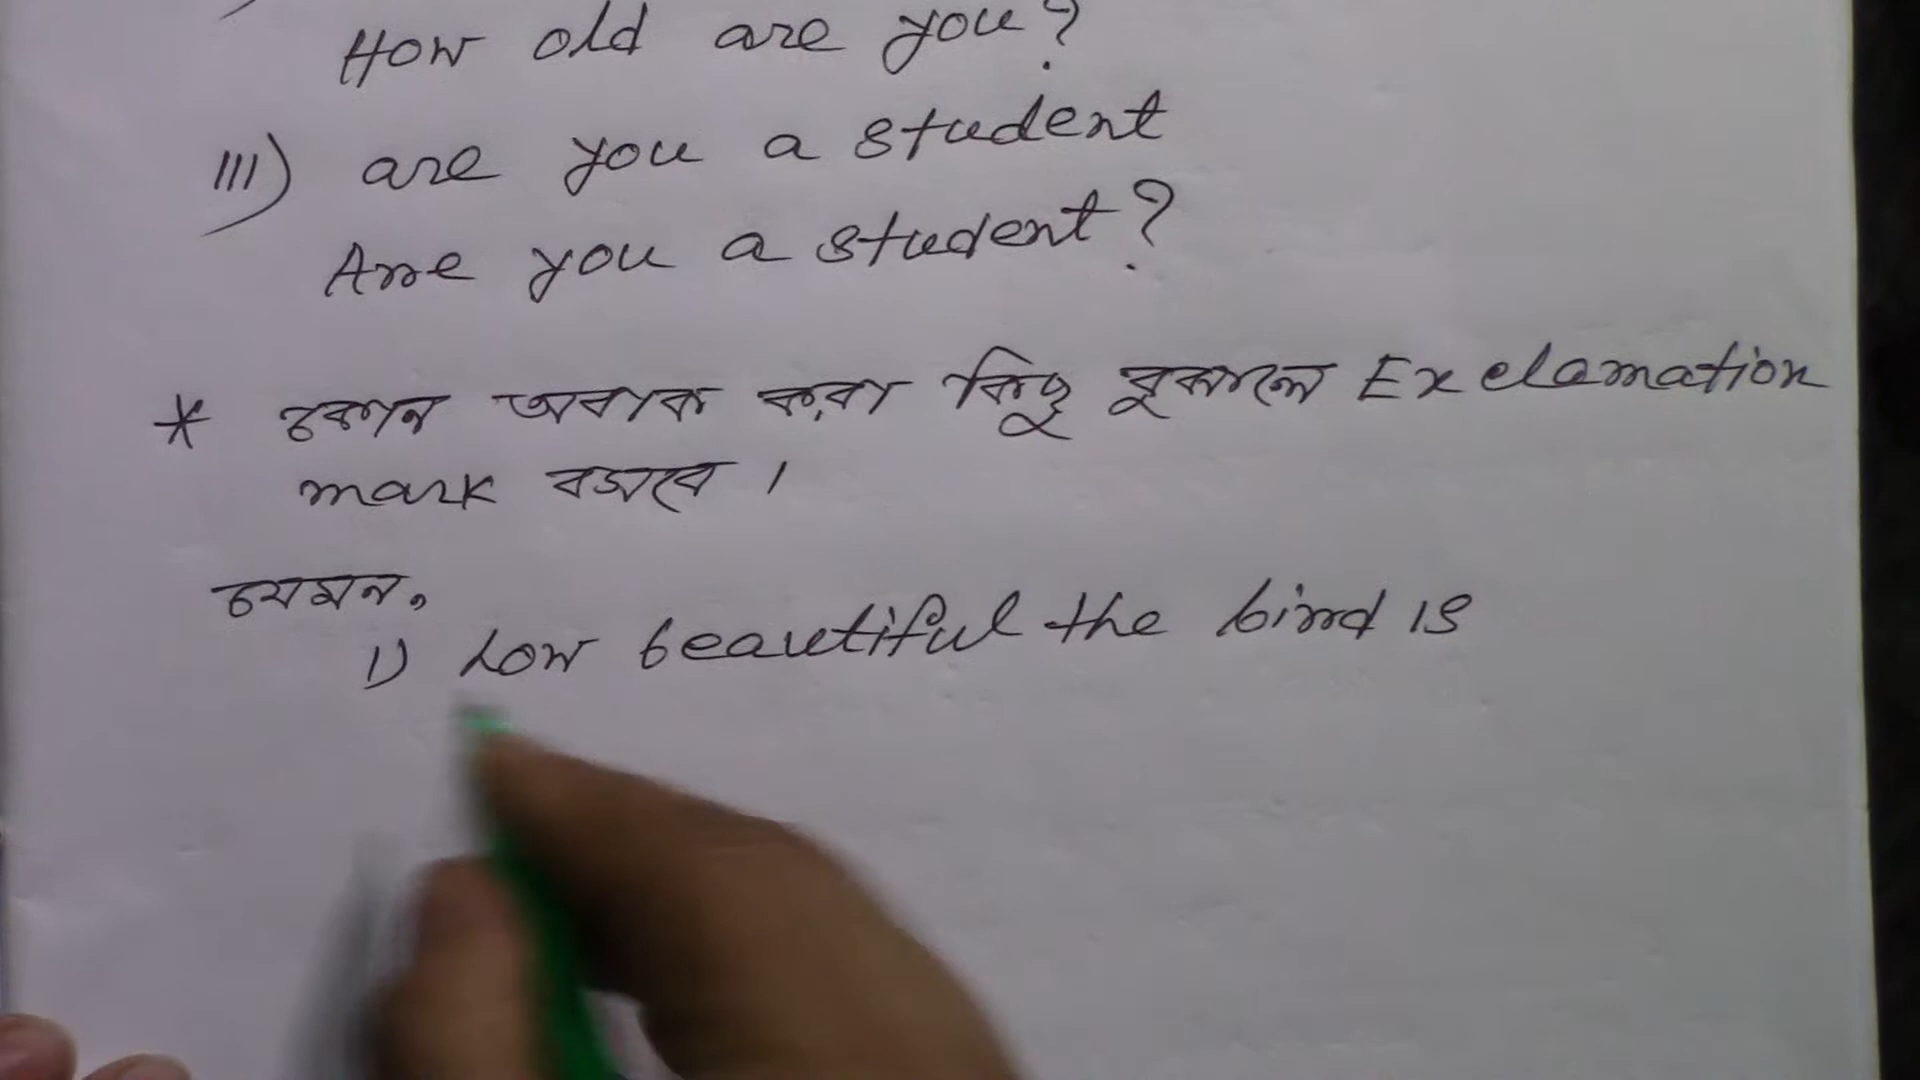 How old are you?
III) are you a student
Are you a student?
* কোন অবাক করা কিছু বুঝালে Exclamation
mark বসবে।
যেমন,
1) how beautiful the bird is